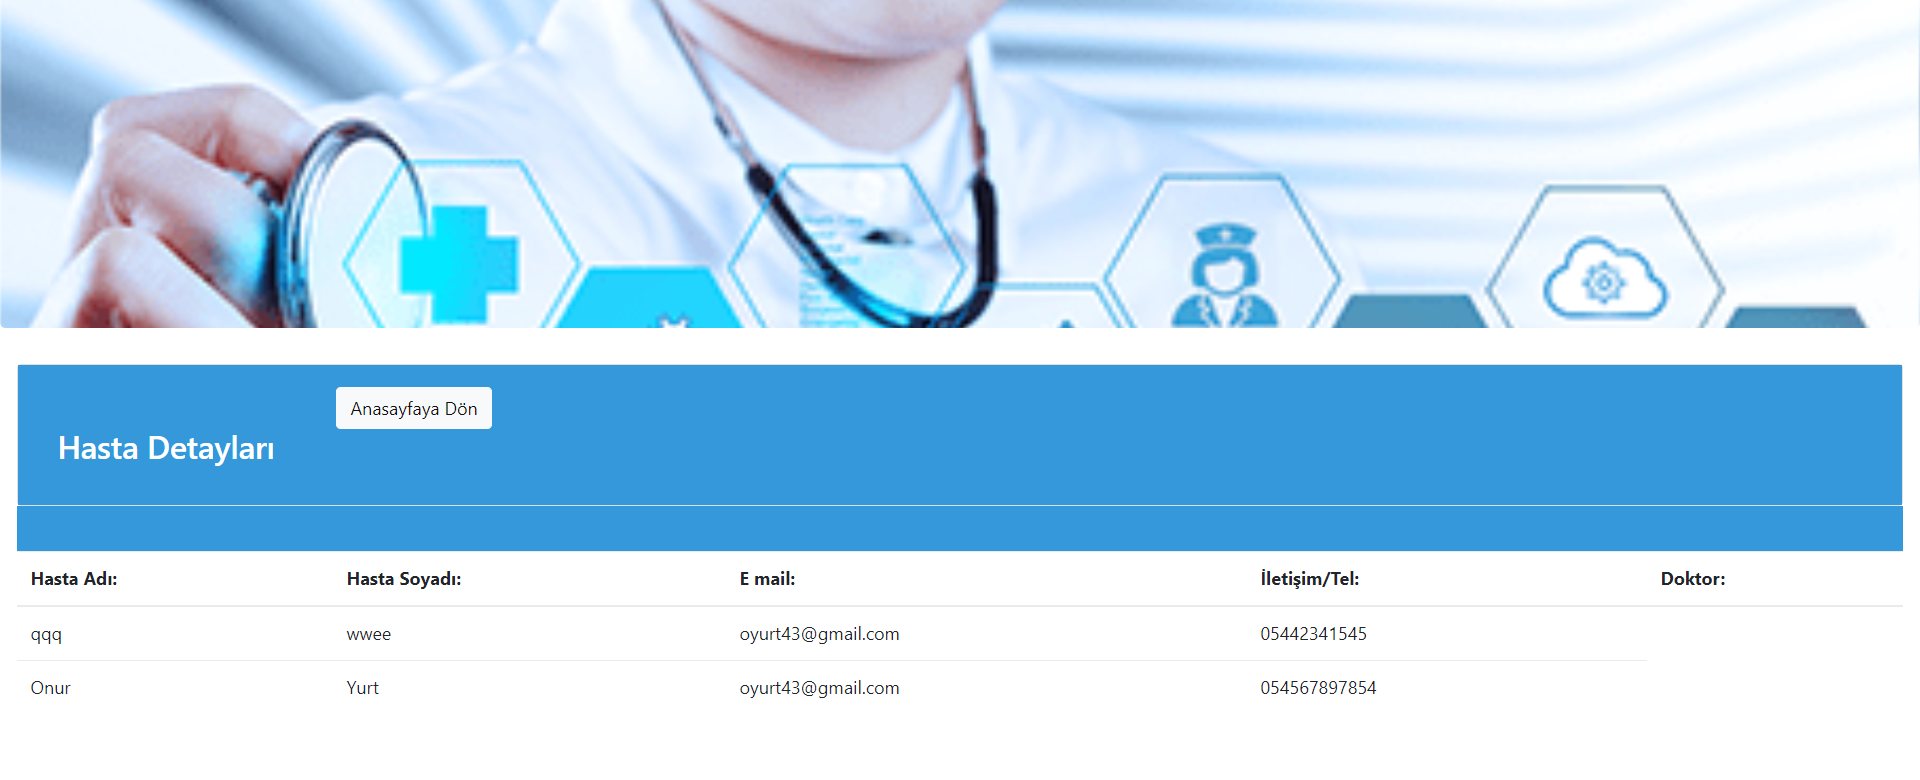 Anasayfaya Dön
Hasta Detayları
Hasta Adı: Hasta Soyadı: E mail: İletişim/Tel: Doktor:
qqq wwee oyurt43@gmail.com 05442341545
Onur Yurt oyurt43@gmail.com 054567897854